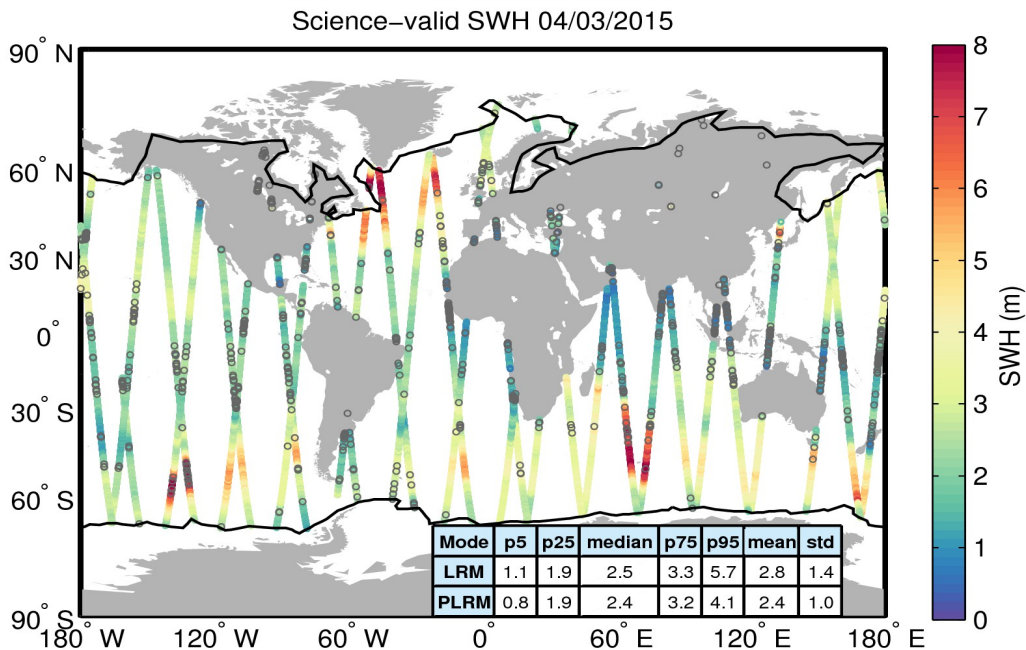 Science−valid SWH 04/03/2015
90° N
60° N
30° N
0°
30° S
60° S
90° S
180° W
120° W
60° W
0°
60° E
120° E
180° E
Mode p5 p25 median p75 p95 mean std
LRM 1.1 1.9 2.5 3.3 5.7 2.8 1.4
PLRM 0.8 1.9 2.4 3.2 4.1 2.4 1.0
8
7
6
5
4
3
2
1
0
SWH (m)